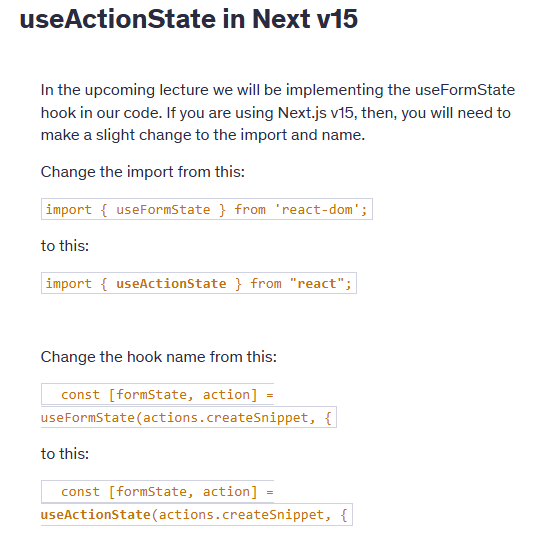 useActionState in Next v15
In the upcoming lecture we will be implementing the useFormState
hook in our code. If you are using Next.js v15, then, you will need to
make a slight change to the import and name.
Change the import from this:
import { useFormState } from 'react-dom';
to this:
import { useActionState } from "react";
Change the hook name from this:
const [formState, action] =
useFormState(actions.createSnippet, {
to this:
const [formState, action] =
useActionState(actions.createSnippet, {